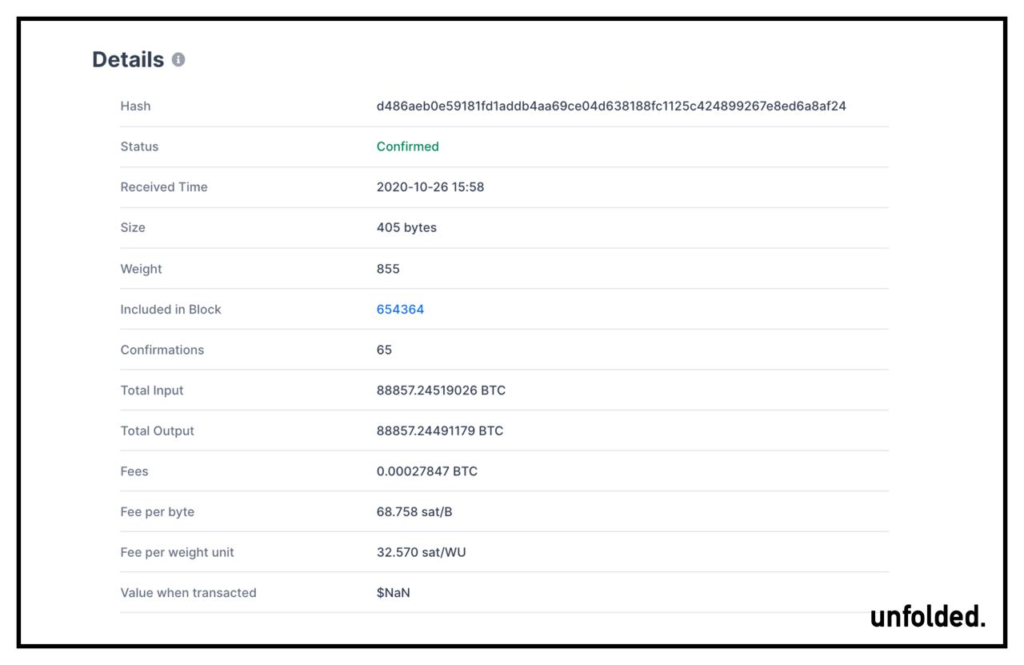 Details
Hash d486aeb0e59181fd1addb4aa69ce04d638188fc1125c424899267e8ed6a8af24
Status Confirmed
Received Time 2020-10-26 15:58
Size 405 bytes
Weight 855
Included in Block 654364
Confirmations 65
Total Input 88857.24519026 BTC
Total Output 88857.24491179 BTC
Fees 0.00027847 BTC
Fee per byte 68.758 sat/B
Fee per weight unit 32.570 sat/WU
Value when transacted $NaN
unfolded.